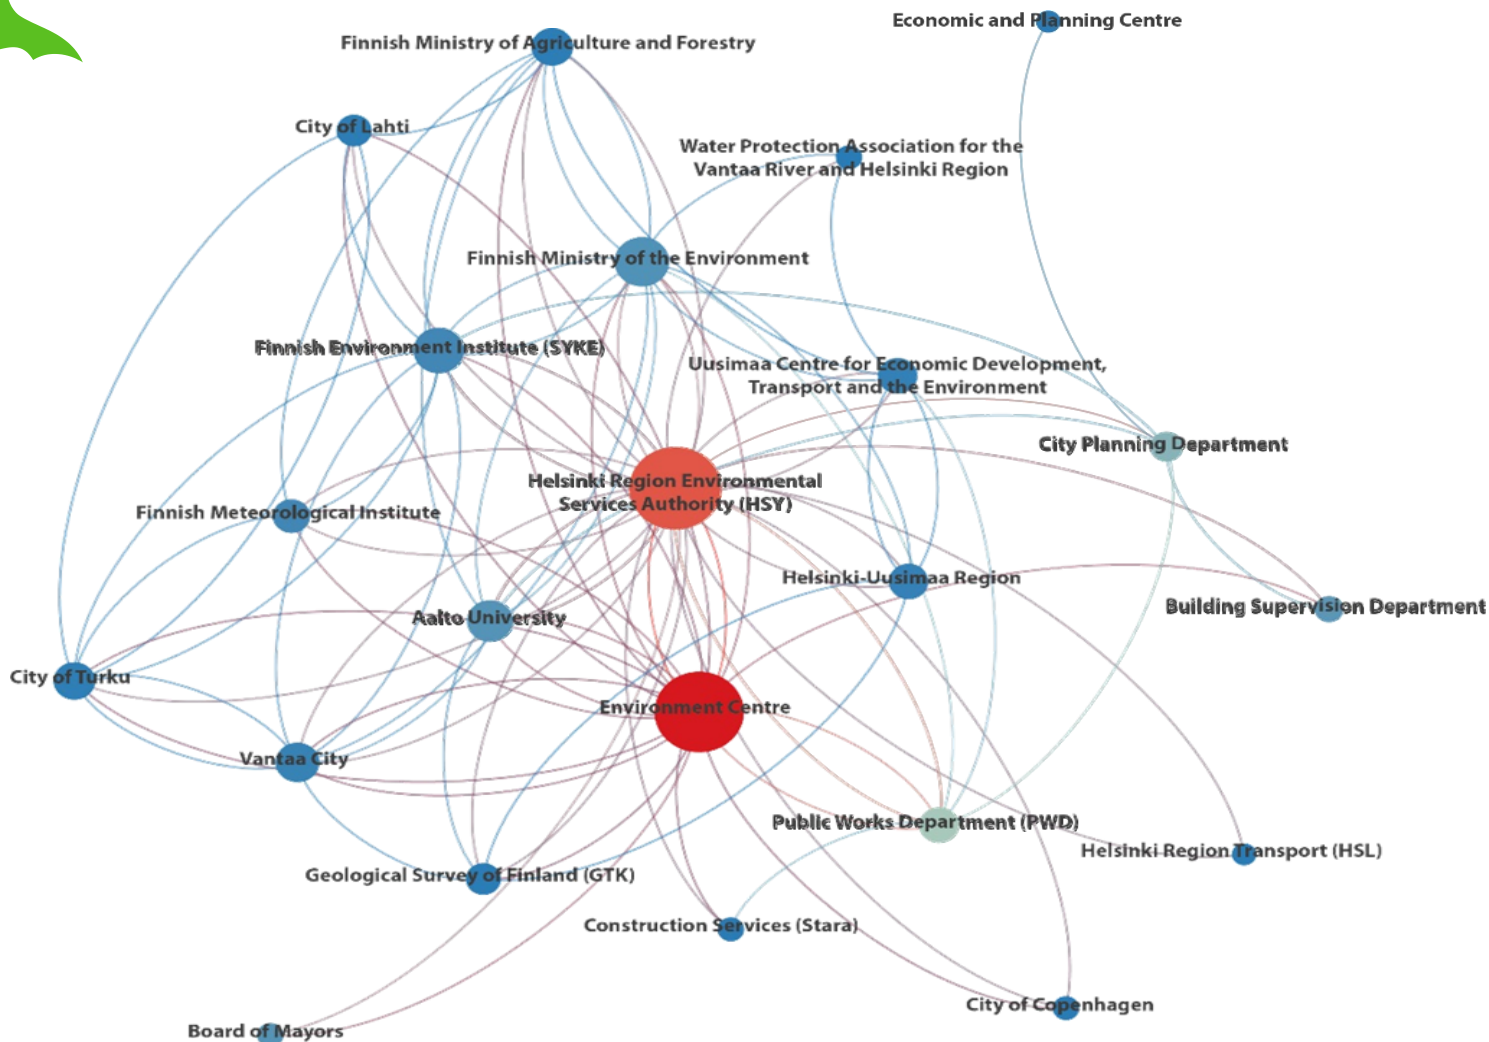 Economic and Planning Centre
Finnish Ministry of Agriculture and Forestry
City of Lahti
Water Protection Association for the
Vantaa River and Helsinki Region
Finnish Ministry of the Environment
Finnish Environment Institute (SYKE)
Uusimaa Centre for Economic Development,
Transport and the Environment
City Planning Department
Helsinki Region Environmental
Services Authority (HSY)
Finnish Meteorological Institute
Helsinki-Uusimaa Region
Building Supervision Department
Aalto University
City of Turku
Environment Centre
Vantaa City
Public Works Department (PWD)
Helsinki Region Transport (HSL)
Geological Survey of Finland (GTK)
Construction Services (Stara)
City of Copenhagen
Board of Mayors